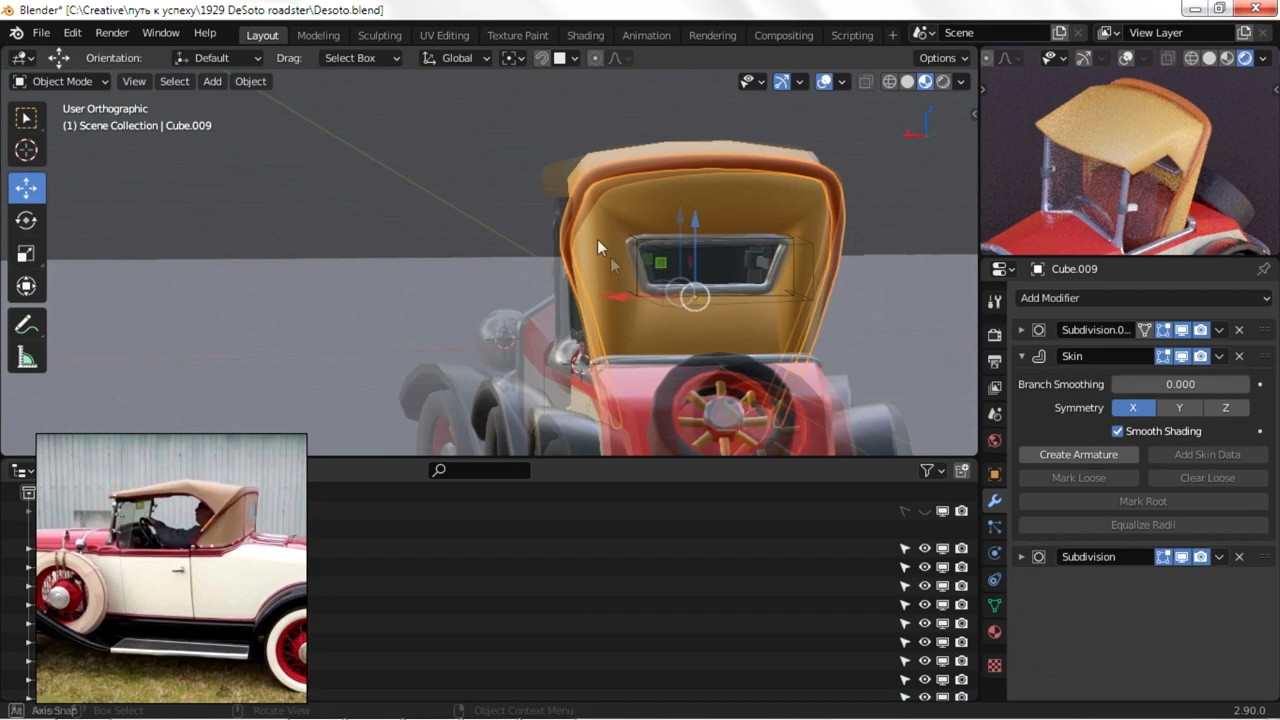 Blender* [C:\Creative\путь к успеху\1929 DeSoto roadster\Desoto.blend]
File Edit Render Window Help Layout Modeling Sculpting UV Editing Texture Paint Shading Animation Rendering Compositing Scripting + Scene View Layer
Orientation: Default Drag: Select Box Global Options
Object Mode View Select Add Object
User Orthographic
(1) Scene Collection | Cube.009
Z
Cube.009
Add Modifier
Subdivision.0...
Skin
Branch Smoothing 0.000
Symmetry X Y Z
Smooth Shading
Create Armature Add Skin Data
Mark Loose Clear Loose
Mark Root
Equalize Radii
Subdivision
Alt Axis Snap Box Select Rotate View Object Context Menu 2.90.0